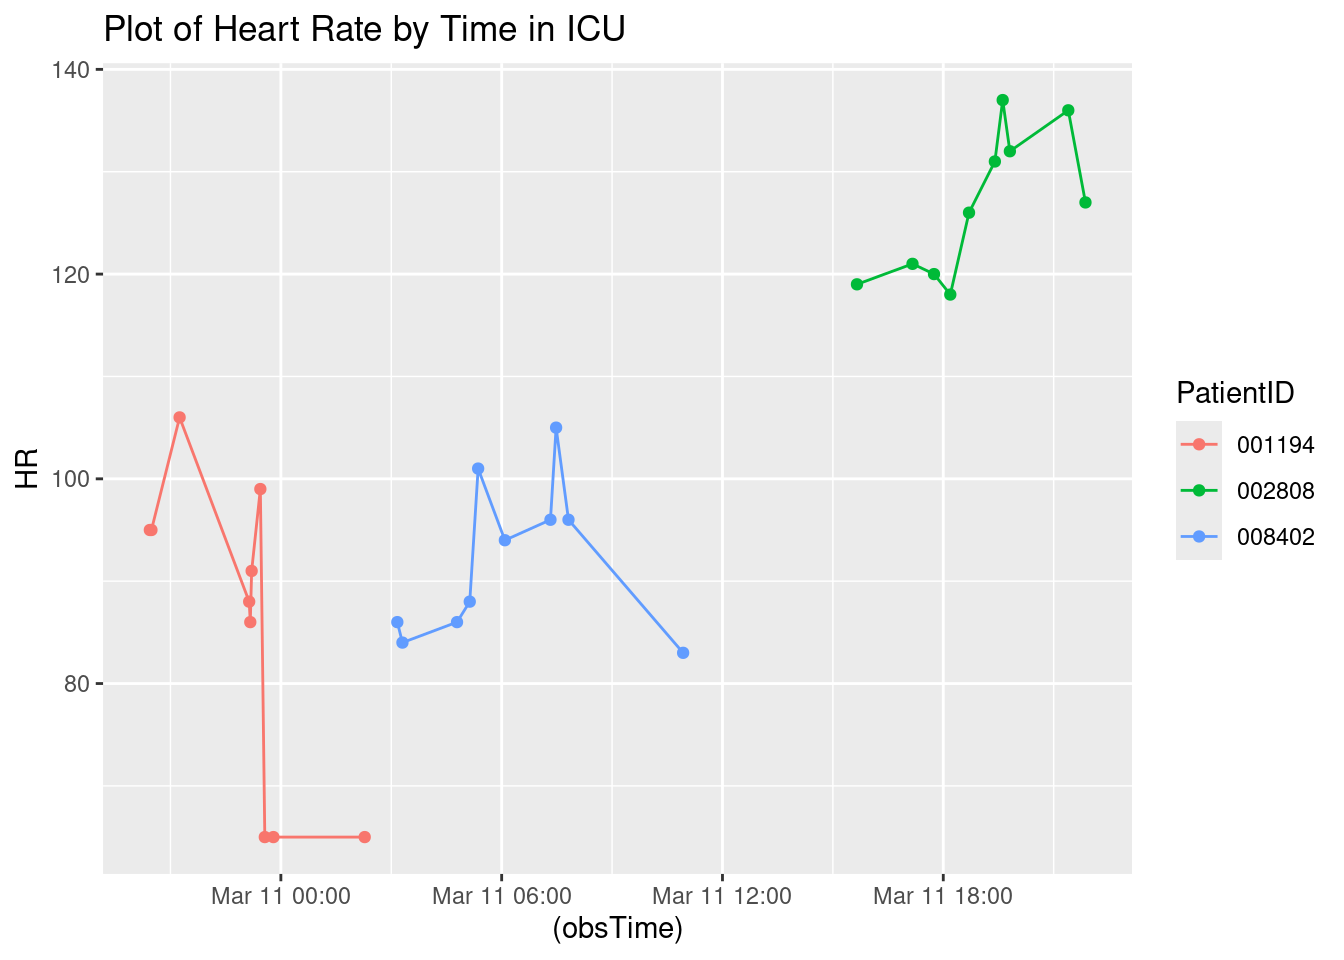 Plot of Heart Rate by Time in ICU
140
120
100
80
HR
Mar 11 00:00
Mar 11 06:00
Mar 11 12:00
Mar 11 18:00
(obsTime)
PatientID
001194
002808
008402